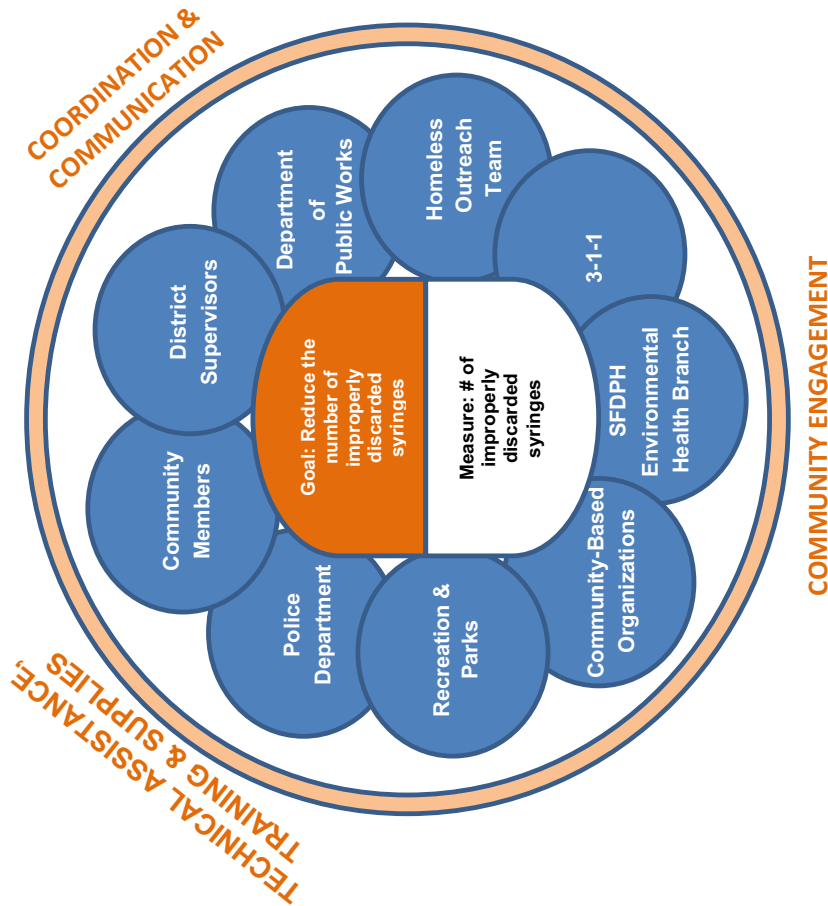 COORDINATION &
COMMUNICATION
District
Supervisors
Department
of
Public Works
Homeless
Outreach
Team
3-1-1
SFDPH
Environmental
Health Branch
Community-Based
Organizations
Recreation &
Parks
Police
Department
Community
Members
Goal: Reduce the
number of
improperly
discarded
syringes
Measure: # of
improperly
discarded
syringes
TECHNICAL ASSISTANCE,
TRAINING & SUPPLIES
COMMUNITY ENGAGEMENT